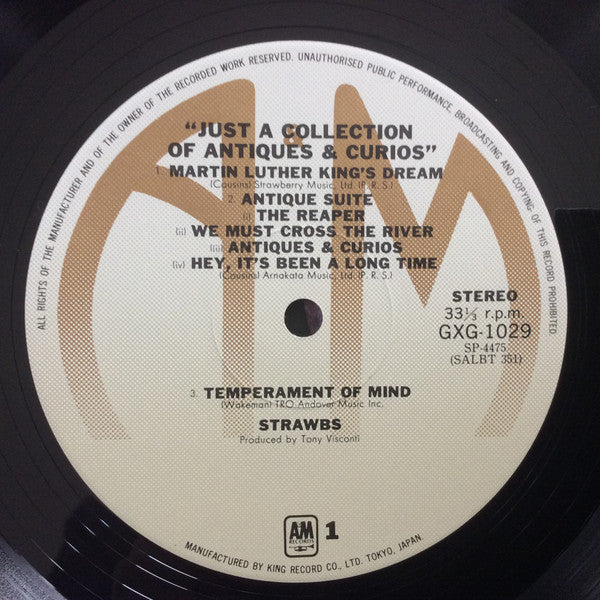 ALL RIGHTS OF THE MANUFACTURER AND OF THE OWNER OF THE RECORDED WORK RESERVED. UNAUTHORISED PUBLIC PERFORMANCE, BROADCASTING AND COPYING OF THIS RECORD PROHIBITED.
A&M
"JUST A COLLECTION
OF ANTIQUES & CURIOS"
1. MARTIN LUTHER KING'S DREAM
(Cousins) Strawberry Music, Ltd. (P. R. S.)
2. ANTIQUE SUITE
(i) THE REAPER
(ii) WE MUST CROSS THE RIVER
(iii) ANTIQUES & CURIOS
(iv) HEY, IT'S BEEN A LONG TIME
(Cousins) Arnakata Music, Ltd. (P. R. S.)
STEREO
33⅓ r.p.m.
GXG-1029
SP-4475
(SALBT 351)
3. TEMPERAMENT OF MIND
(Wakeman) TRO Andover Music Inc.
STRAWBS
Produced by Tony Visconti
AM
RECORDS
1
MANUFACTURED BY KING RECORD CO., LTD. TOKYO, JAPAN